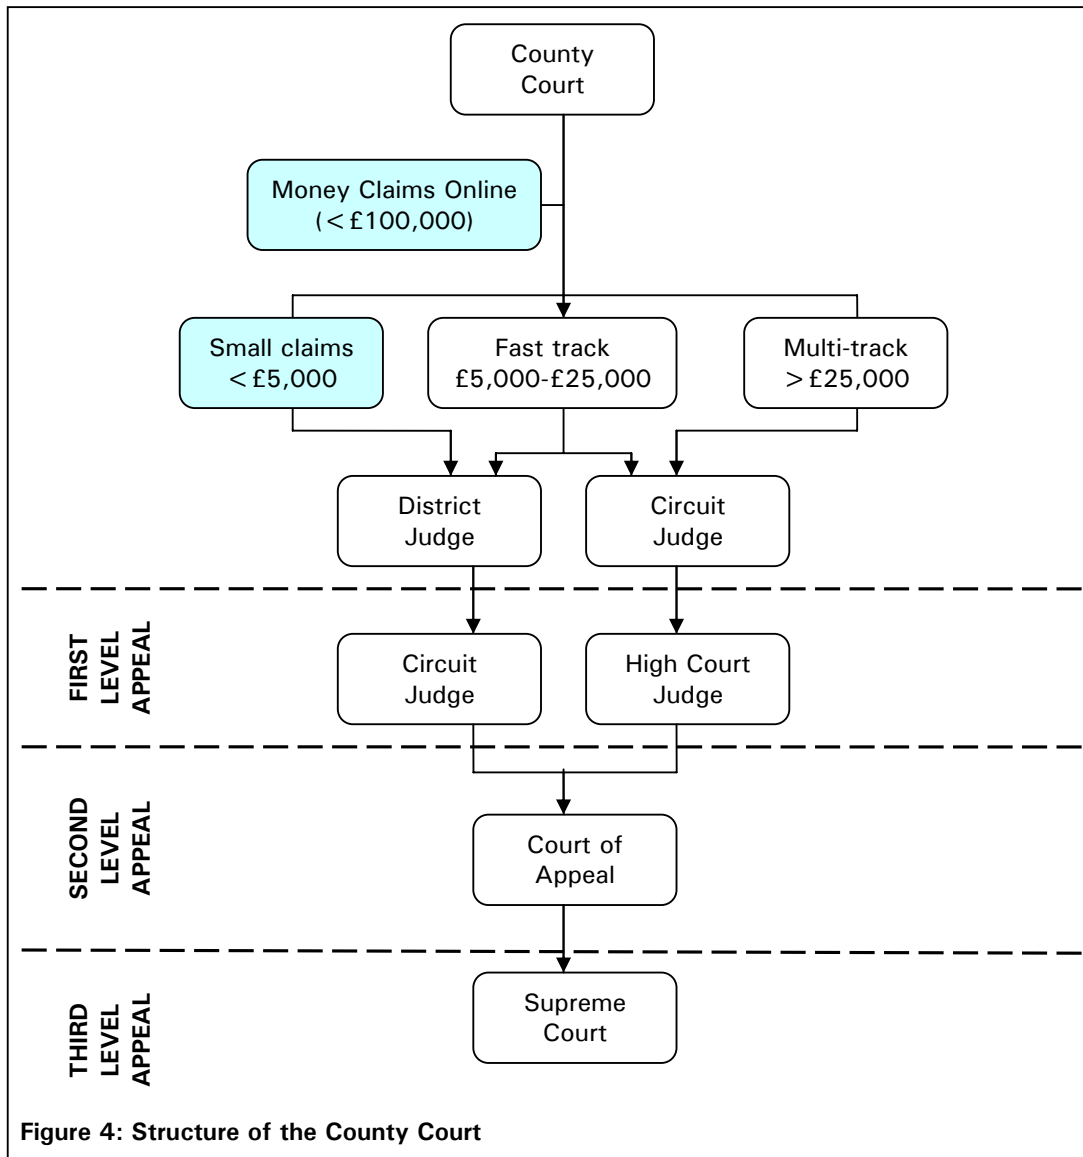 County
Court
Money Claims Online
(<£100,000)
Small claims
<£5,000
Fast track
£5,000-£25,000
Multi-track
>£25,000
District
Judge
Circuit
Judge
FIRST
LEVEL
APPEAL
Circuit
Judge
High Court
Judge
SECOND
LEVEL
APPEAL
Court of
Appeal
THIRD
LEVEL
APPEAL
Supreme
Court
Figure 4: Structure of the County Court